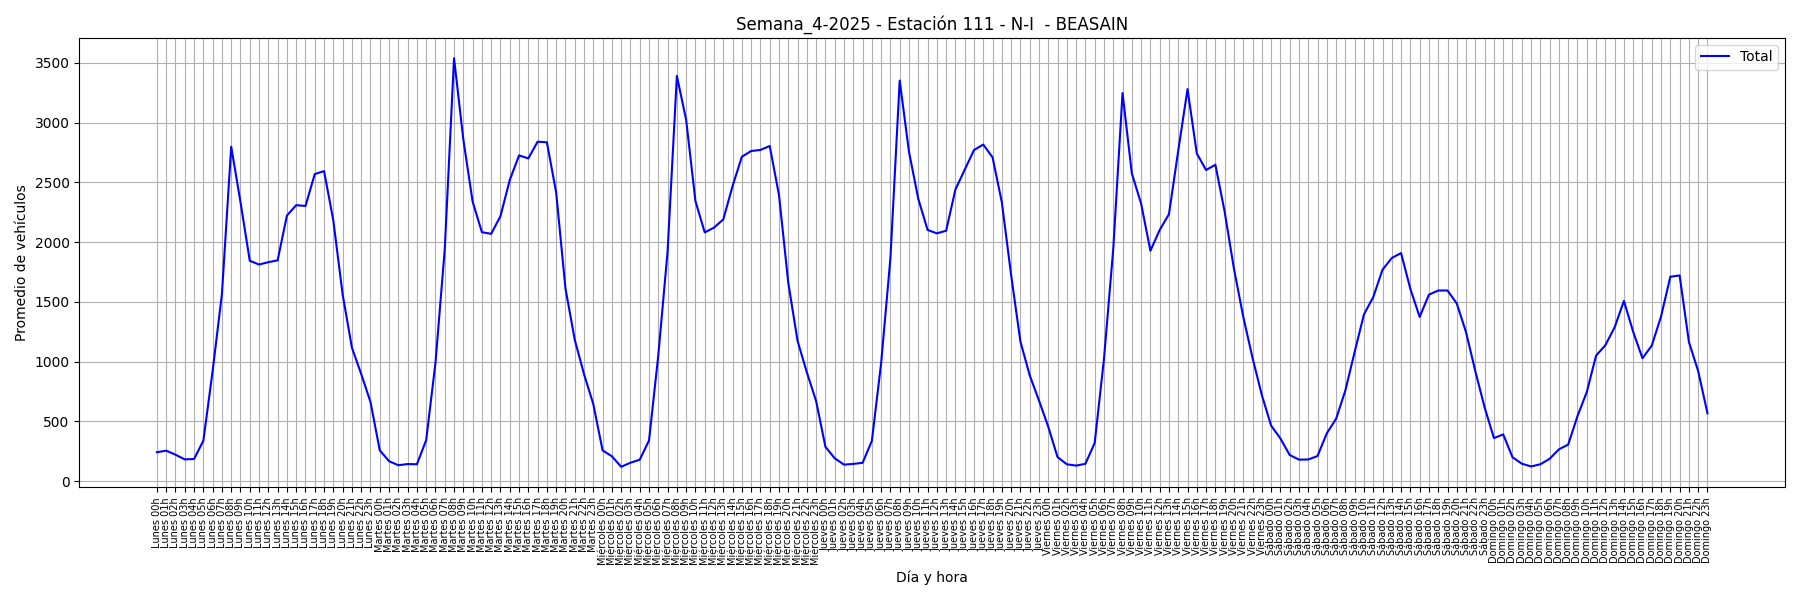 Semana_4-2025 - Estación 111 - N-I  - BEASAIN
Total
Promedio de vehículos
3500
3000
2500
2000
1500
1000
500
0
Lunes 00h
Lunes 01h
Lunes 02h
Lunes 03h
Lunes 04h
Lunes 05h
Lunes 06h
Lunes 07h
Lunes 08h
Lunes 09h
Lunes 10h
Lunes 11h
Lunes 12h
Lunes 13h
Lunes 14h
Lunes 15h
Lunes 16h
Lunes 17h
Lunes 18h
Lunes 19h
Lunes 20h
Lunes 21h
Lunes 22h
Lunes 23h
Martes 00h
Martes 01h
Martes 02h
Martes 03h
Martes 04h
Martes 05h
Martes 06h
Martes 07h
Martes 08h
Martes 09h
Martes 10h
Martes 11h
Martes 12h
Martes 13h
Martes 14h
Martes 15h
Martes 16h
Martes 17h
Martes 18h
Martes 19h
Martes 20h
Martes 21h
Martes 22h
Martes 23h
Miércoles 00h
Miércoles 01h
Miércoles 02h
Miércoles 03h
Miércoles 04h
Miércoles 05h
Miércoles 06h
Miércoles 07h
Miércoles 08h
Miércoles 09h
Miércoles 10h
Miércoles 11h
Miércoles 12h
Miércoles 13h
Miércoles 14h
Miércoles 15h
Miércoles 16h
Miércoles 17h
Miércoles 18h
Miércoles 19h
Miércoles 20h
Miércoles 21h
Miércoles 22h
Miércoles 23h
Jueves 00h
Jueves 01h
Jueves 02h
Jueves 03h
Jueves 04h
Jueves 05h
Jueves 06h
Jueves 07h
Jueves 08h
Jueves 09h
Jueves 10h
Jueves 11h
Jueves 12h
Jueves 13h
Jueves 14h
Jueves 15h
Jueves 16h
Jueves 17h
Jueves 18h
Jueves 19h
Jueves 20h
Jueves 21h
Jueves 22h
Jueves 23h
Viernes 00h
Viernes 01h
Viernes 02h
Viernes 03h
Viernes 04h
Viernes 05h
Viernes 06h
Viernes 07h
Viernes 08h
Viernes 09h
Viernes 10h
Viernes 11h
Viernes 12h
Viernes 13h
Viernes 14h
Viernes 15h
Viernes 16h
Viernes 17h
Viernes 18h
Viernes 19h
Viernes 20h
Viernes 21h
Viernes 22h
Viernes 23h
Sábado 00h
Sábado 01h
Sábado 02h
Sábado 03h
Sábado 04h
Sábado 05h
Sábado 06h
Sábado 07h
Sábado 08h
Sábado 09h
Sábado 10h
Sábado 11h
Sábado 12h
Sábado 13h
Sábado 14h
Sábado 15h
Sábado 16h
Sábado 17h
Sábado 18h
Sábado 19h
Sábado 20h
Sábado 21h
Sábado 22h
Sábado 23h
Domingo 00h
Domingo 01h
Domingo 02h
Domingo 03h
Domingo 04h
Domingo 05h
Domingo 06h
Domingo 07h
Domingo 08h
Domingo 09h
Domingo 10h
Domingo 11h
Domingo 12h
Domingo 13h
Domingo 14h
Domingo 15h
Domingo 16h
Domingo 17h
Domingo 18h
Domingo 19h
Domingo 20h
Domingo 21h
Domingo 22h
Domingo 23h
Día y hora